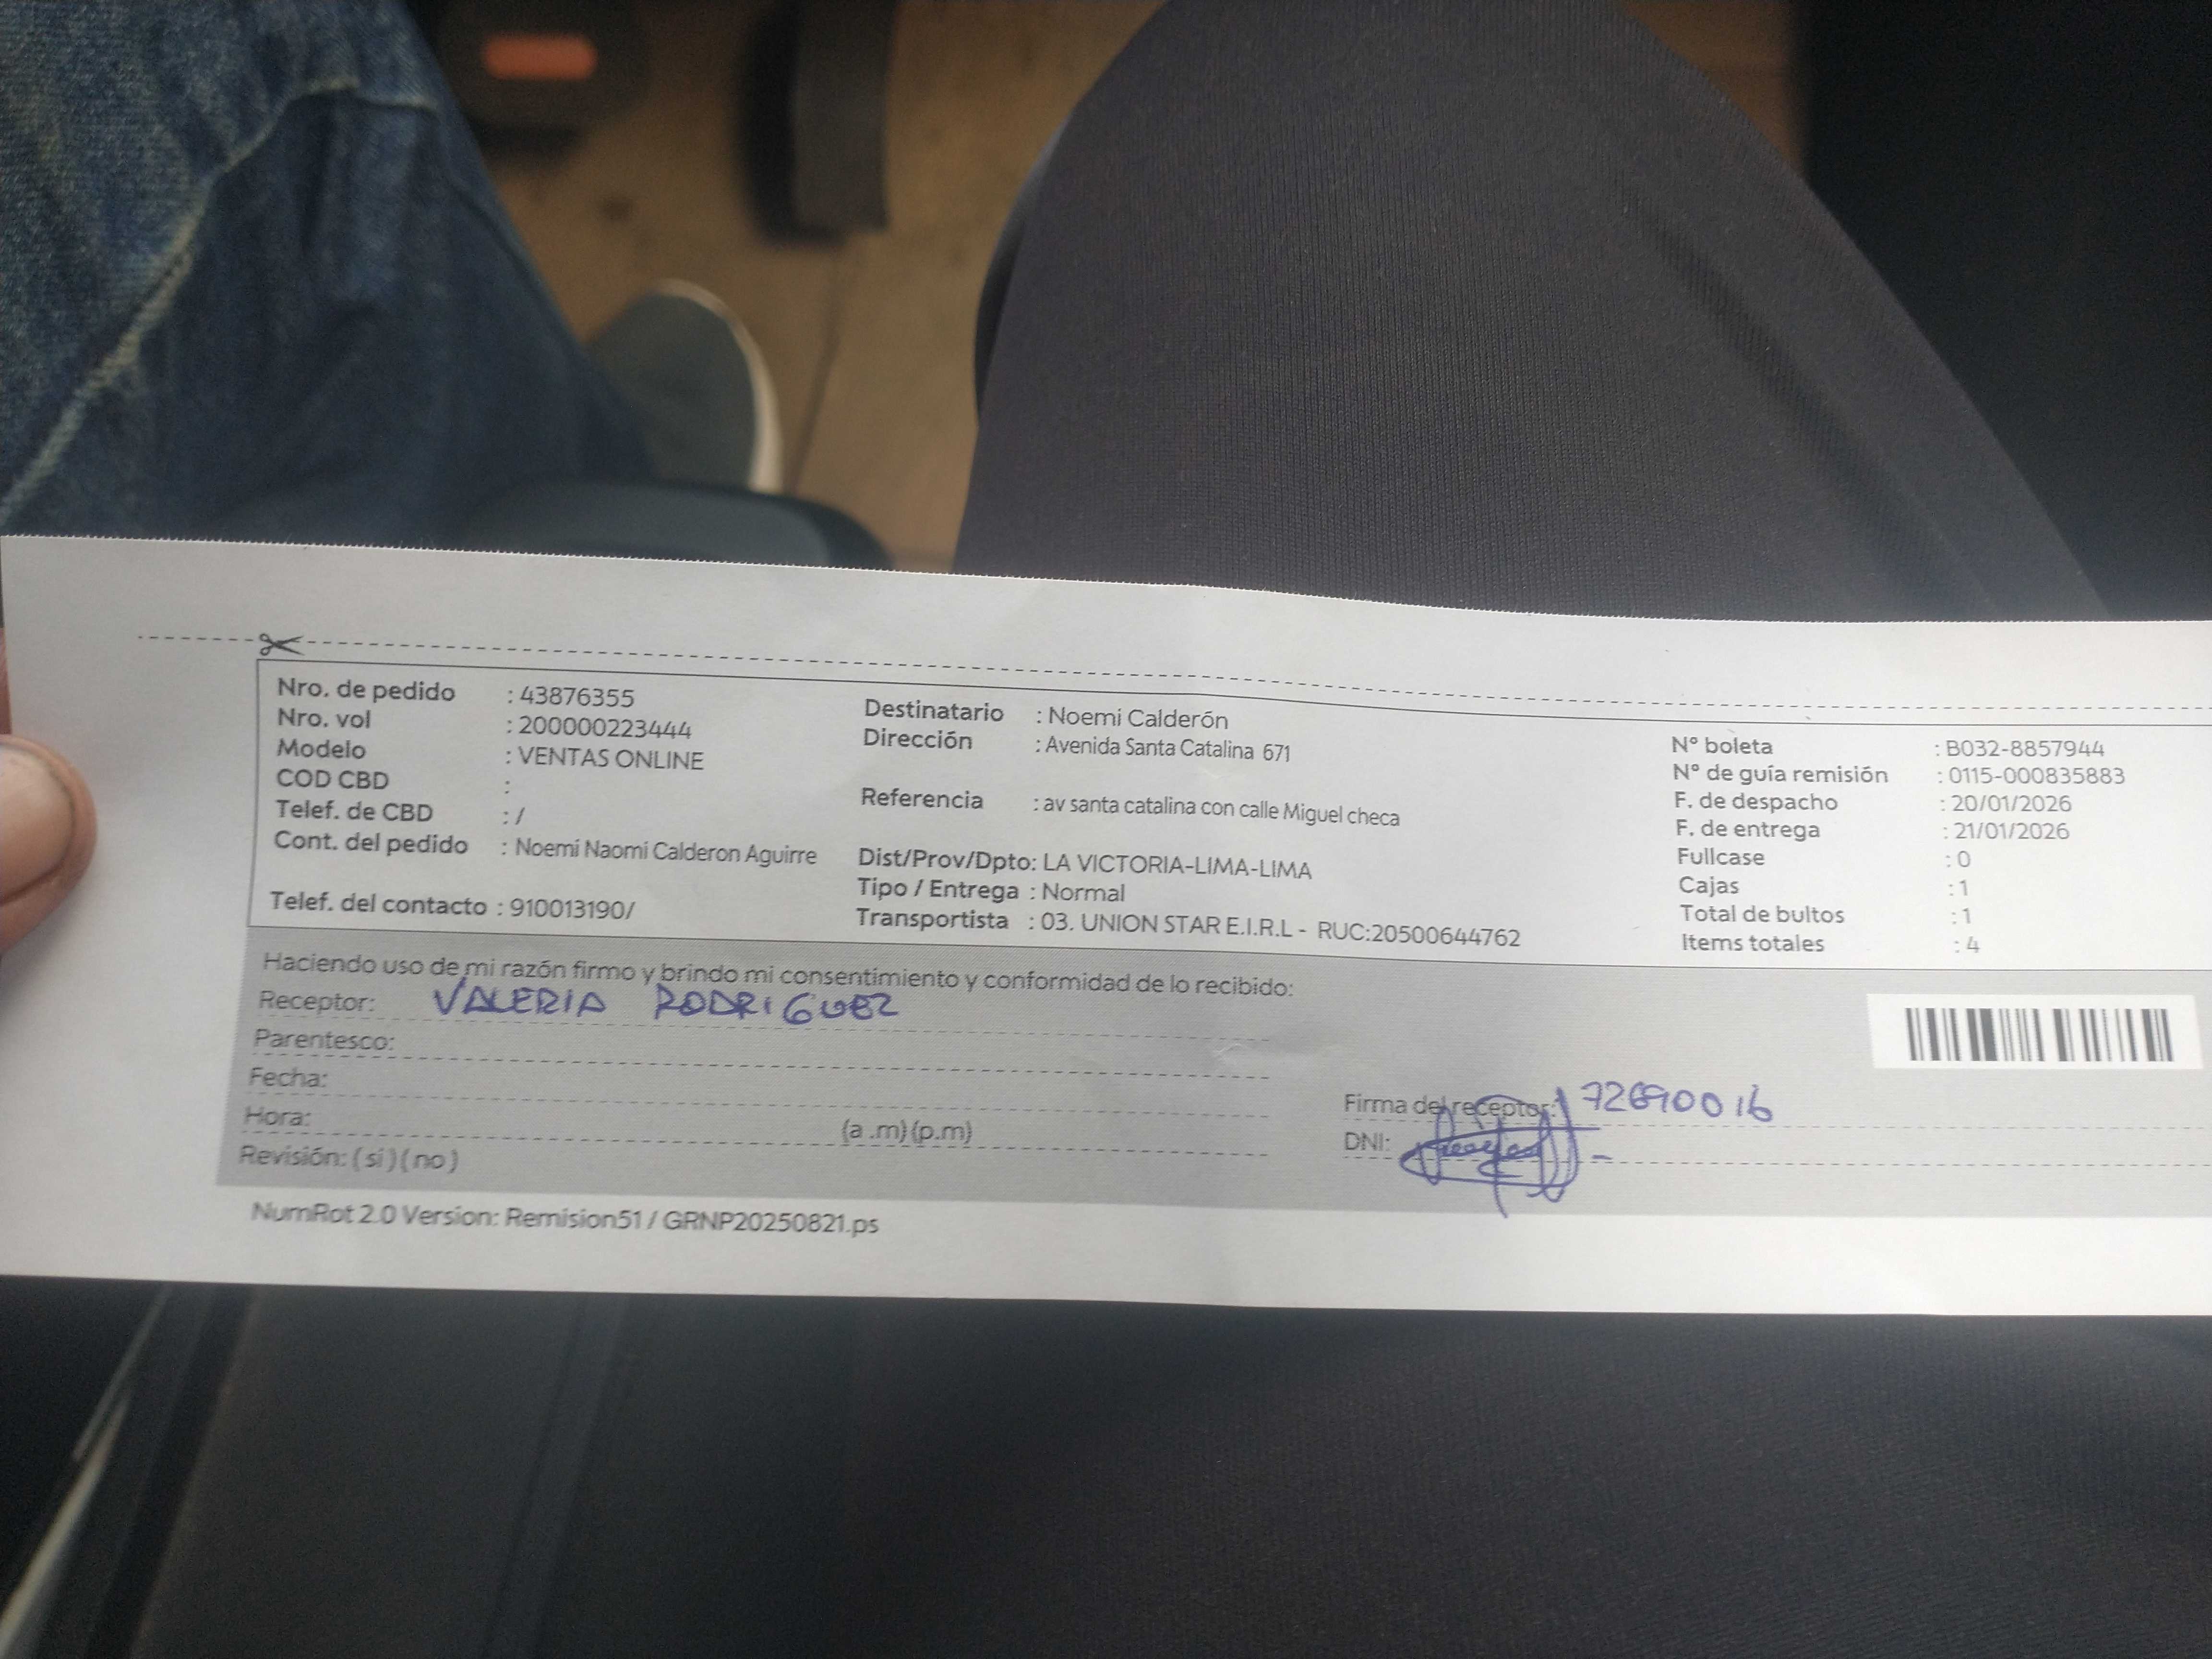 Nro. de pedido : 43876355
Nro. vol : 200000223444
Modelo : VENTAS ONLINE
COD CBD :
Telef. de CBD : /
Cont. del pedido : Noemi Naomi Calderon Aguirre
Telef. del contacto : 910013190/
Destinatario : Noemi Calderón
Dirección : Avenida Santa Catalina 671
Referencia : av santa catalina con calle Miguel checa
Dist/Prov/Dpto: LA VICTORIA-LIMA-LIMA
Tipo / Entrega : Normal
Transportista : 03. UNION STAR E.I.R.L - RUC:20500644762
N° boleta : B032-8857944
N° de guía remisión : 0115-000835883
F. de despacho : 20/01/2026
F. de entrega : 21/01/2026
Fullcase : 0
Cajas : 1
Total de bultos : 1
Items totales : 4
Haciendo uso de mi razón firmo y brindo mi consentimiento y conformidad de lo recibido:
Receptor: VALERIA RODRIGUEZ
Parentesco:
Fecha:
Hora: (a .m) (p.m)
Revisión: (si) (no)
Firma del receptor: 72690016
DNI:
NumRot 2.0 Version: Remision51 / GRNP20250821.ps